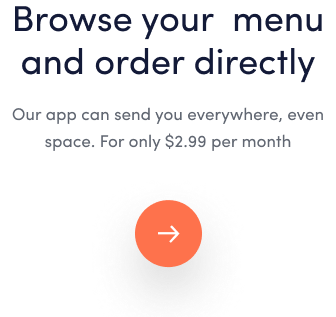 Browse your menu
and order directly
Our app can send you everywhere, even
space. For only $2.99 per month